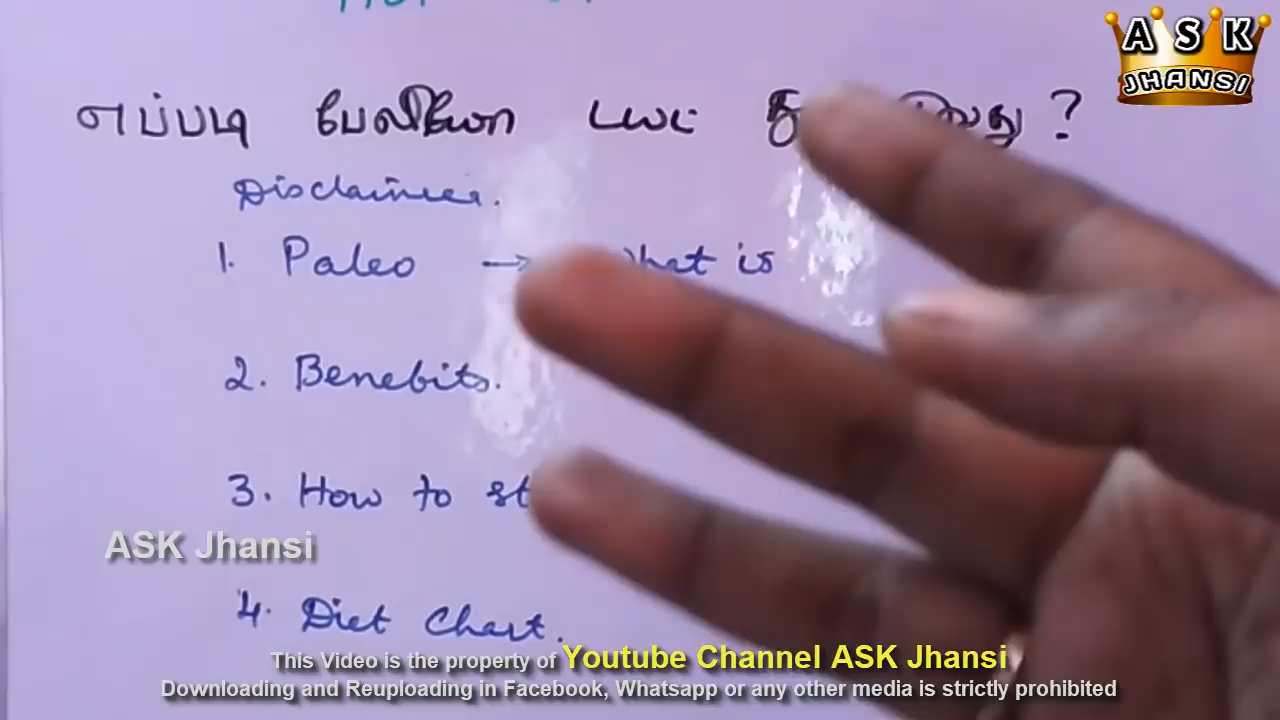 A S K
JHANSI
எப்படி பேலியோ டயட் ?
Disclaimer.
1. Paleo → What is
2. Benefits.
3. How to
ASK Jhansi
4. Diet Chart.
This Video is the property of Youtube Channel ASK Jhansi
Downloading and Reuploading in Facebook, Whatsapp or any other media is strictly prohibited